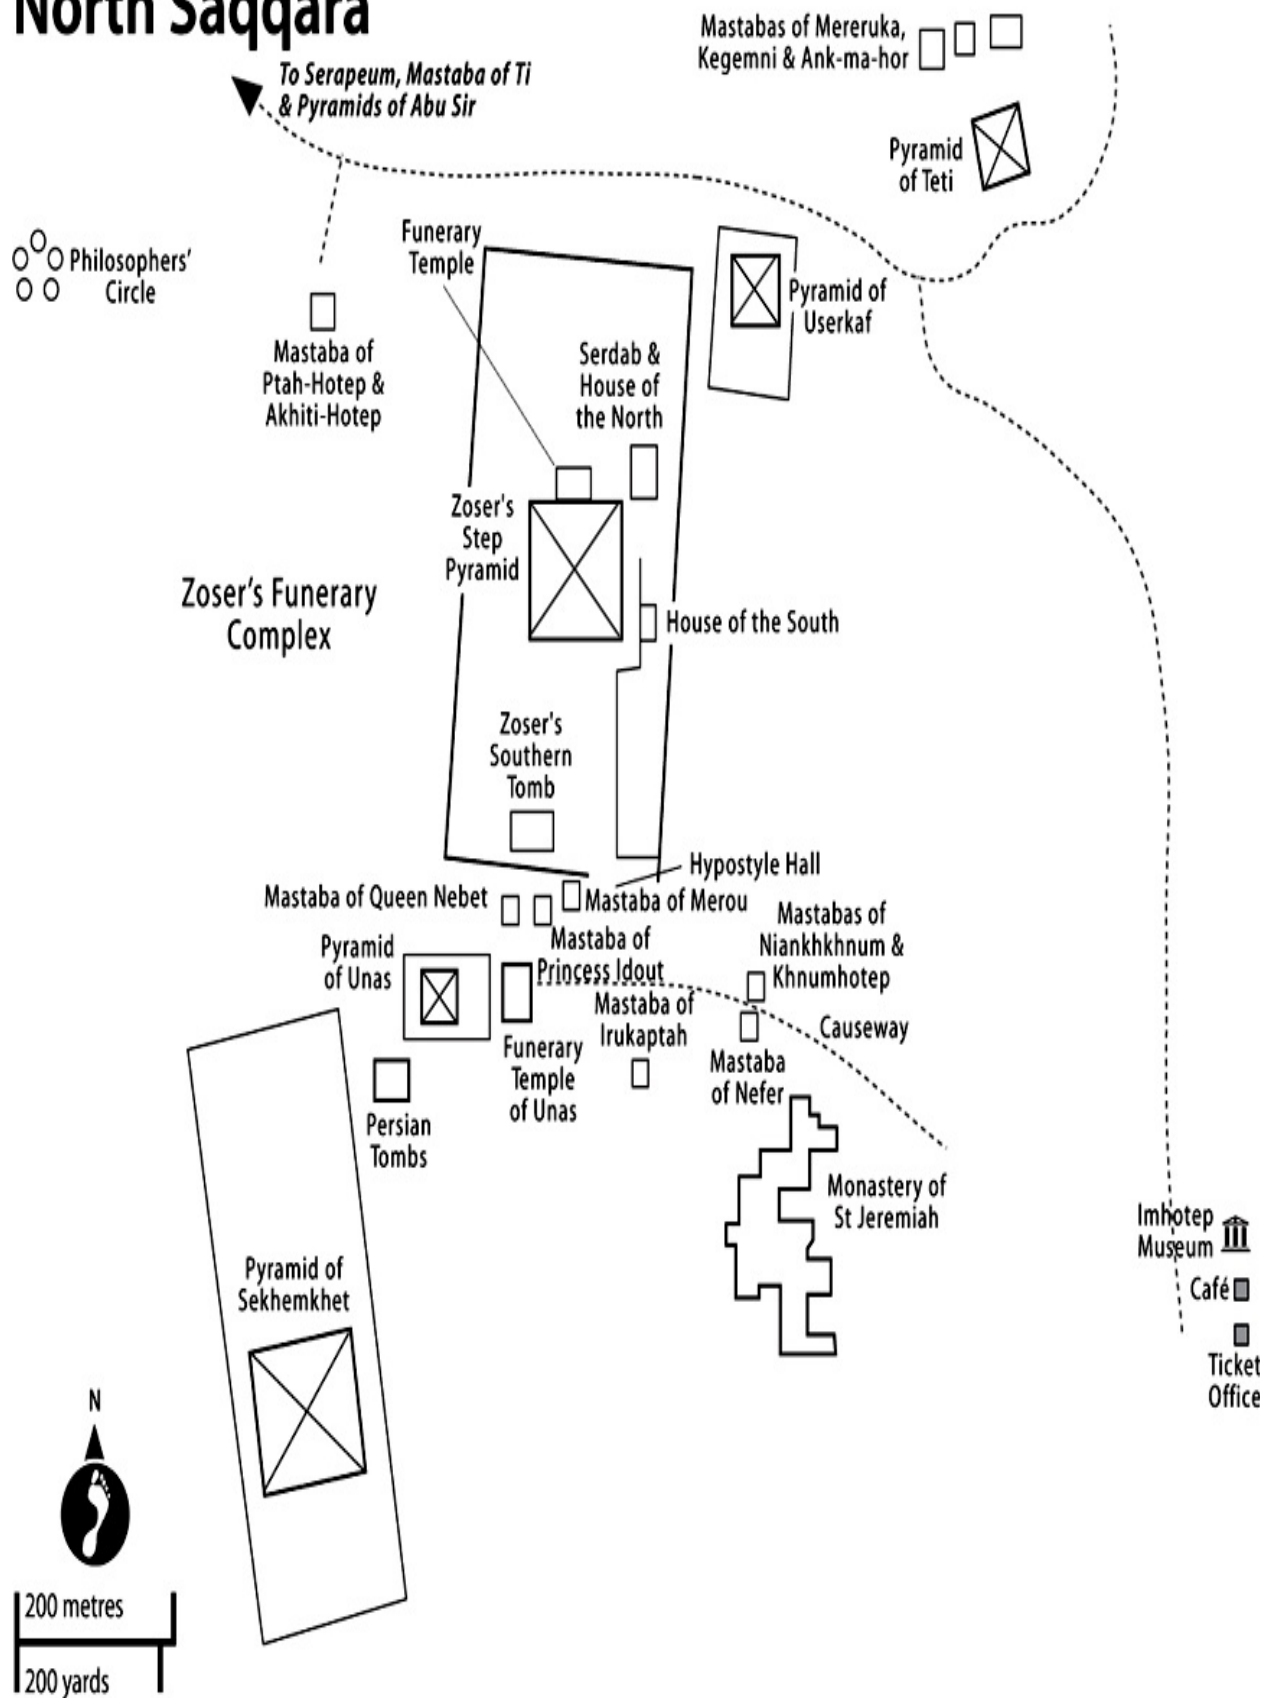 North Saqqara
Mastabas of Mereruka,
Kegemni & Ank-ma-hor
To Serapeum, Mastaba of Ti
& Pyramids of Abu Sir
Pyramid
of Teti
Philosophers'
Circle
Funerary
Temple
Pyramid of
Userkaf
Mastaba of
Ptah-Hotep &
Akhiti-Hotep
Serdab &
House of
the North
Zoser's
Step
Pyramid
Zoser's Funerary
Complex
House of the South
Zoser's
Southern
Tomb
Hypostyle Hall
Mastaba of Queen Nebet
Mastaba of Merou
Mastabas of
Niankhkhnum &
Khnumhotep
Pyramid
of Unas
Mastaba of
Princess Idout
Mastaba of
Irukaptah
Causeway
Funerary
Temple
of Unas
Mastaba
of Nefer
Persian
Tombs
Monastery of
St Jeremiah
Imhotep
Museum
Café
Ticket
Office
Pyramid of
Sekhemkhet
N
200 metres
200 yards